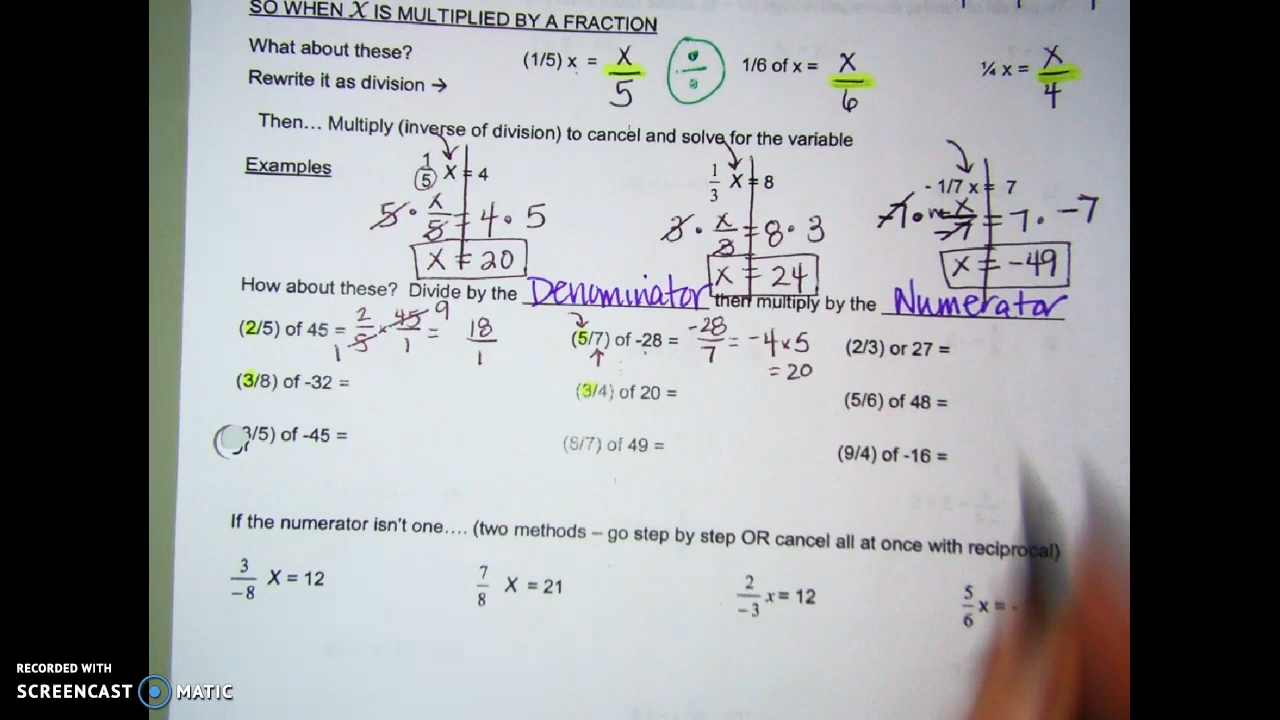 SO WHEN X IS MULTIPLIED BY A FRACTION
What about these?
(1/5) x = x/5
1/6 of x = x/6
¼ x = x/4
Rewrite it as division →
Then… Multiply (inverse of division) to cancel and solve for the variable
Examples
1/5 X = 4
5 · x/5 = 4 · 5
x = 20
1/3 X = 8
3 · x/3 = 8 · 3
x = 24
- 1/7 x = 7
-7 · x/-7 = 7 · -7
x = -49
How about these? Divide by the Denominator then multiply by the Numerator
(2/5) of 45 = 2/5 x 45/1 = 18/1
1 9
(5/7) of -28 = -28/7 = -4 x 5
= 20
(2/3) or 27 =
(3/8) of -32 =
(3/4) of 20 =
(5/6) of 48 =
3/5) of -45 =
(8/7) of 49 =
(9/4) of -16 =
If the numerator isn't one…. (two methods – go step by step OR cancel all at once with reciprocal)
3/-8 X = 12
7/8 X = 21
2/-3 x = 12
5/6 x = -
RECORDED WITH
SCREENCAST MATIC